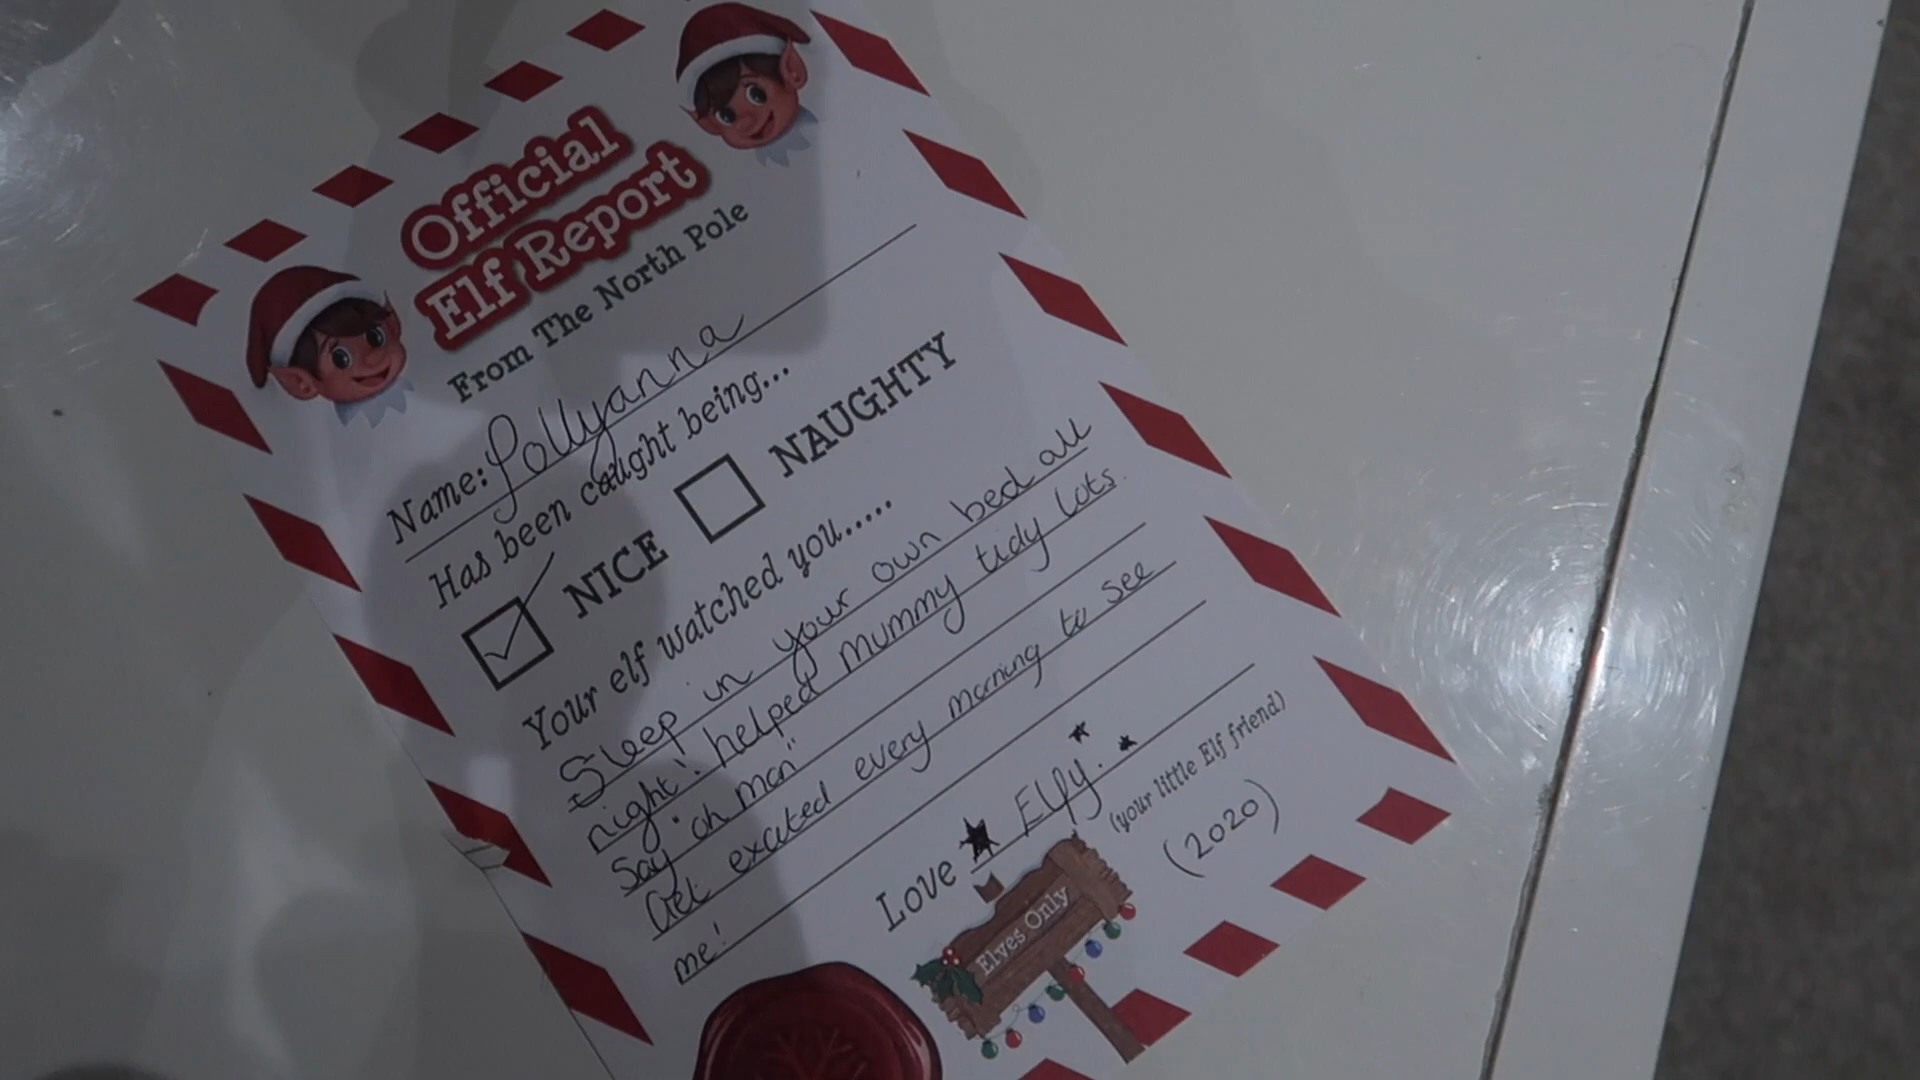 Official
Elf Report
From The North Pole
Name: Pollyanna
Has been caught being...
NICE NAUGHTY
Your elf watched you.....
Sleep in your own bed all
night! helped mummy tidy lots.
Say "oh man"
Get excited every morning to see
me!
Love Elfy.
(your little Elf friend)
(2020)
Elves Only